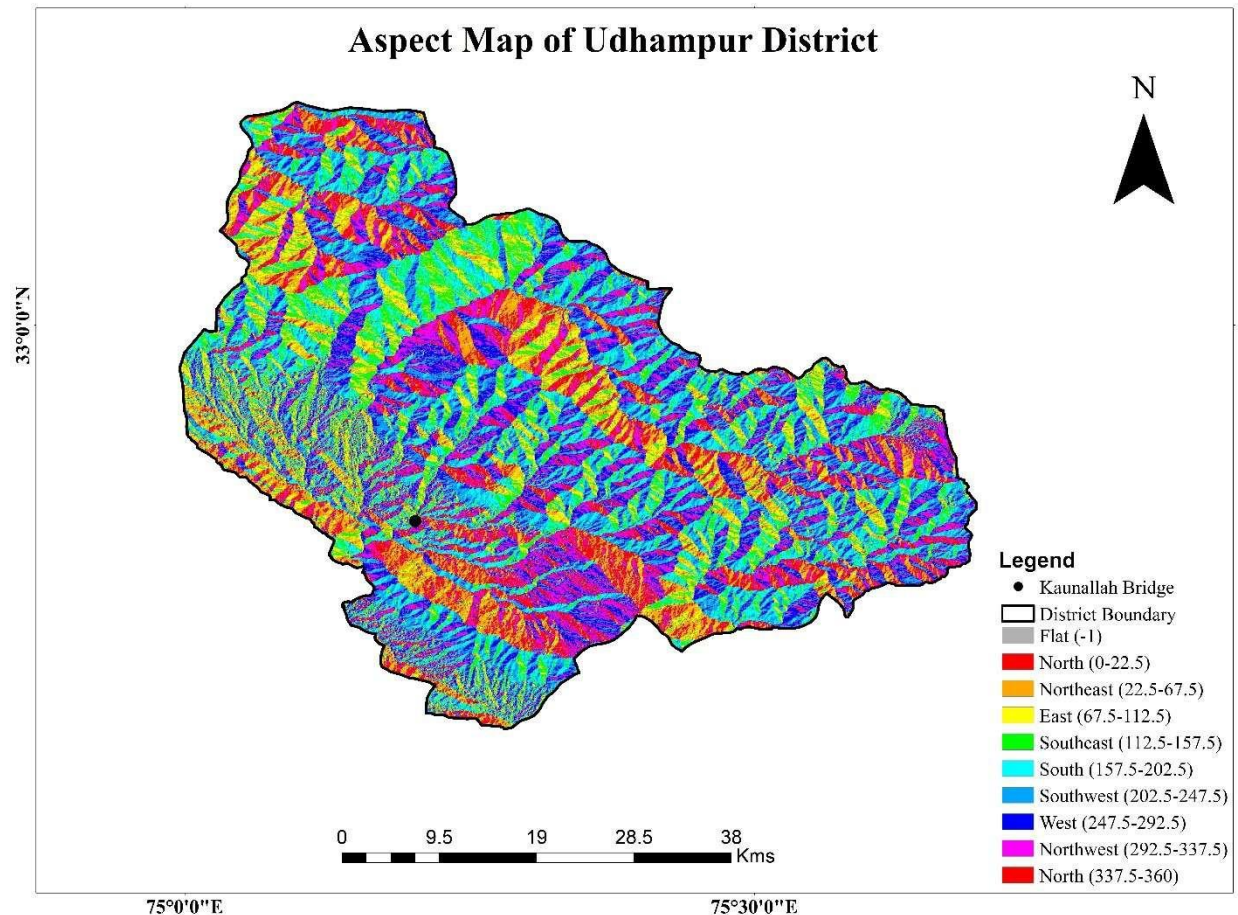 Aspect Map of Udhampur District
N
33°0'0"N
Legend
Kaunallah Bridge
District Boundary
Flat (-1)
North (0-22.5)
Northeast (22.5-67.5)
East (67.5-112.5)
Southeast (112.5-157.5)
South (157.5-202.5)
Southwest (202.5-247.5)
West (247.5-292.5)
Northwest (292.5-337.5)
North (337.5-360)
0 9.5 19 28.5 38
Kms
75°0'0"E 75°30'0"E